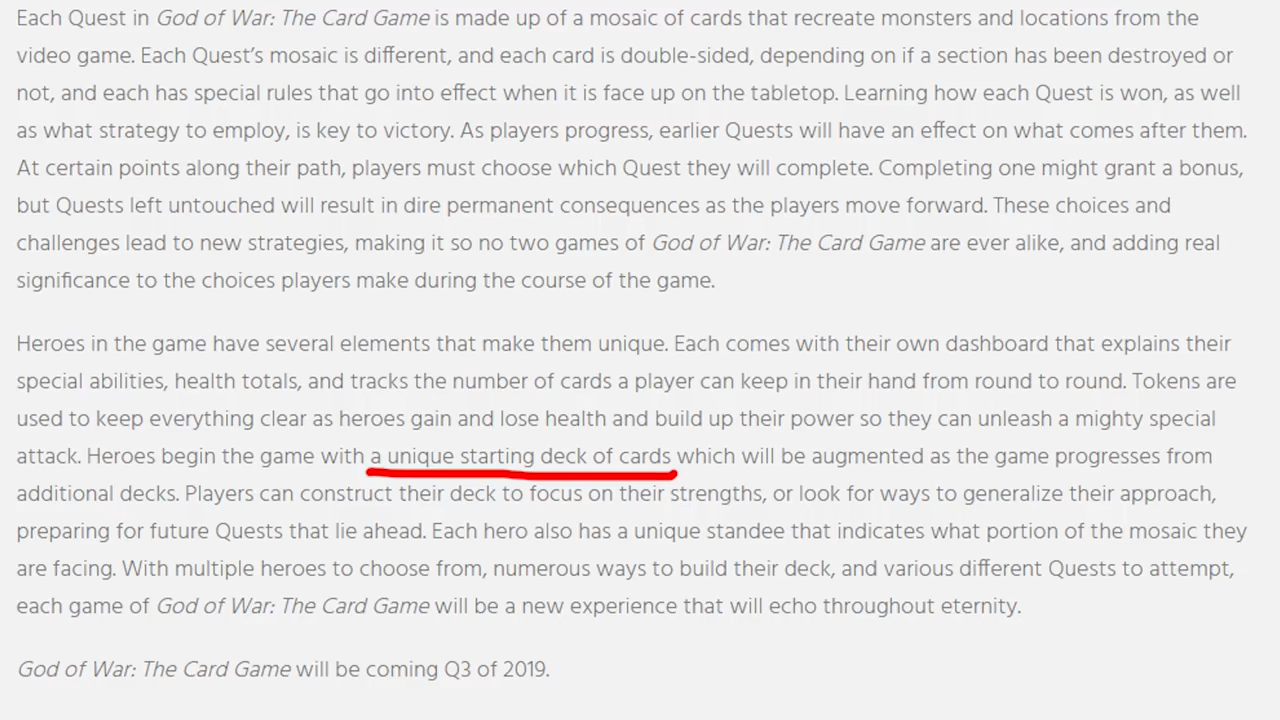 Each Quest in God of War: The Card Game is made up of a mosaic of cards that recreate monsters and locations from the
video game. Each Quest’s mosaic is different, and each card is double-sided, depending on if a section has been destroyed or
not, and each has special rules that go into effect when it is face up on the tabletop. Learning how each Quest is won, as well
as what strategy to employ, is key to victory. As players progress, earlier Quests will have an effect on what comes after them.
At certain points along their path, players must choose which Quest they will complete. Completing one might grant a bonus,
but Quests left untouched will result in dire permanent consequences as the players move forward. These choices and
challenges lead to new strategies, making it so no two games of God of War: The Card Game are ever alike, and adding real
significance to the choices players make during the course of the game.
Heroes in the game have several elements that make them unique. Each comes with their own dashboard that explains their
special abilities, health totals, and tracks the number of cards a player can keep in their hand from round to round. Tokens are
used to keep everything clear as heroes gain and lose health and build up their power so they can unleash a mighty special
attack. Heroes begin the game with a unique starting deck of cards which will be augmented as the game progresses from
additional decks. Players can construct their deck to focus on their strengths, or look for ways to generalize their approach,
preparing for future Quests that lie ahead. Each hero also has a unique standee that indicates what portion of the mosaic they
are facing. With multiple heroes to choose from, numerous ways to build their deck, and various different Quests to attempt,
each game of God of War: The Card Game will be a new experience that will echo throughout eternity.
God of War: The Card Game will be coming Q3 of 2019.